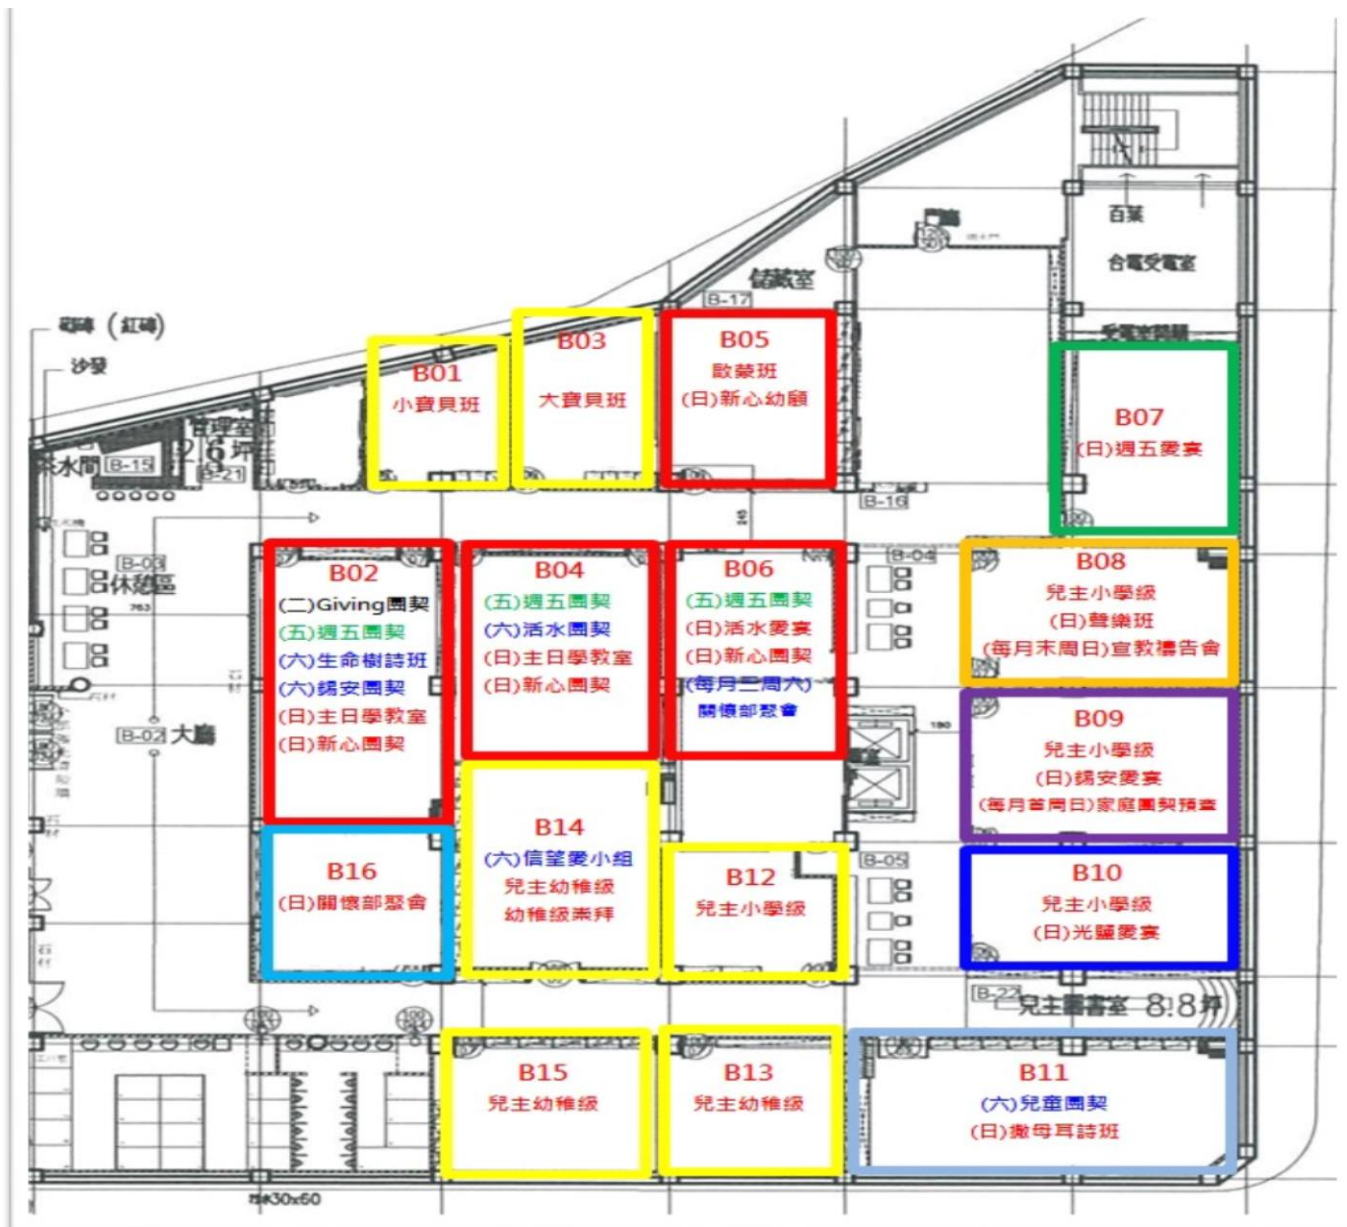 百葉
台電受電室
儲藏室
B-17
(紅磚)
沙發
B01
小寶貝班
B03
大寶貝班
B05
啟蒙班
(日)新心幼顧
B07
(日)週五愛宴
管理室
茶水間
B-15
B-21
B-16
245
B-03
休憩區
763
B02
(二)Giving團契
(五)週五團契
(六)生命樹詩班
(六)錫安團契
(日)主日學教室
(日)新心團契
B04
(五)週五團契
(六)活水團契
(日)主日學教室
(日)新心團契
B06
(五)週五團契
(日)活水愛宴
(日)新心團契
(每月三周六)
關懷部聚會
B-04
B08
兒主小學級
(日)聲樂班
(每月末周日)宣教禱告會
B-02 大廳
190
B09
兒主小學級
(日)錫安愛宴
(每月首周日)家庭團契預查
B16
(日)關懷部聚會
B14
(六)信望愛小組
兒主幼稚級
幼稚級崇拜
B12
兒主小學級
B-05
B10
兒主小學級
(日)光鹽愛宴
B-22
兒主圖書室 8.8坪
B15
兒主幼稚級
B13
兒主幼稚級
B11
(六)兒童團契
(日)撒母耳詩班
30x60